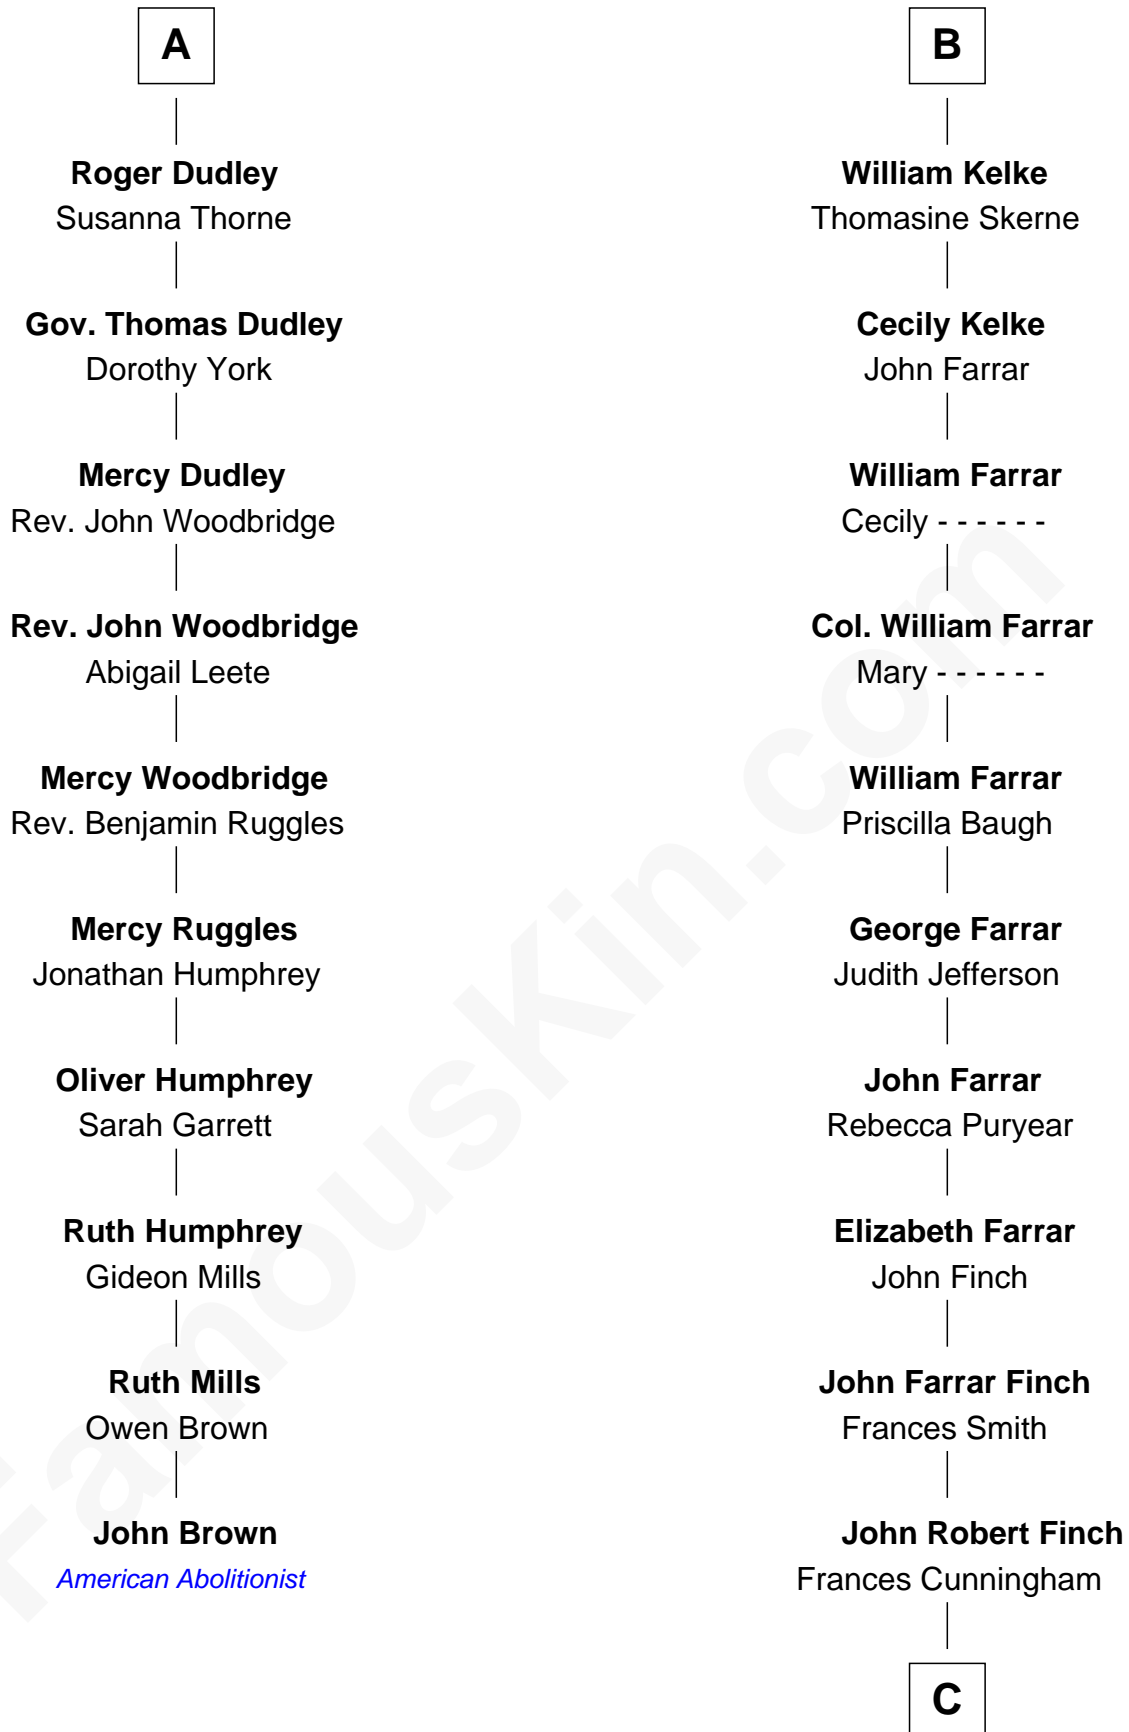 A
Roger Dudley
Susanna Thorne
Gov. Thomas Dudley
Dorothy York
Mercy Dudley
Rev. John Woodbridge
Rev. John Woodbridge
Abigail Leete
Mercy Woodbridge
Rev. Benjamin Ruggles
Mercy Ruggles
Jonathan Humphrey
Oliver Humphrey
Sarah Garrett
Ruth Humphrey
Gideon Mills
Ruth Mills
Owen Brown
John Brown
American Abolitionist
B
William Kelke
Thomasine Skerne
Cecily Kelke
John Farrar
William Farrar
Cecily - - - - - -
Col. William Farrar
Mary - - - - - -
William Farrar
Priscilla Baugh
George Farrar
Judith Jefferson
John Farrar
Rebecca Puryear
Elizabeth Farrar
John Finch
John Farrar Finch
Frances Smith
John Robert Finch
Frances Cunningham
C
FamousKin.com